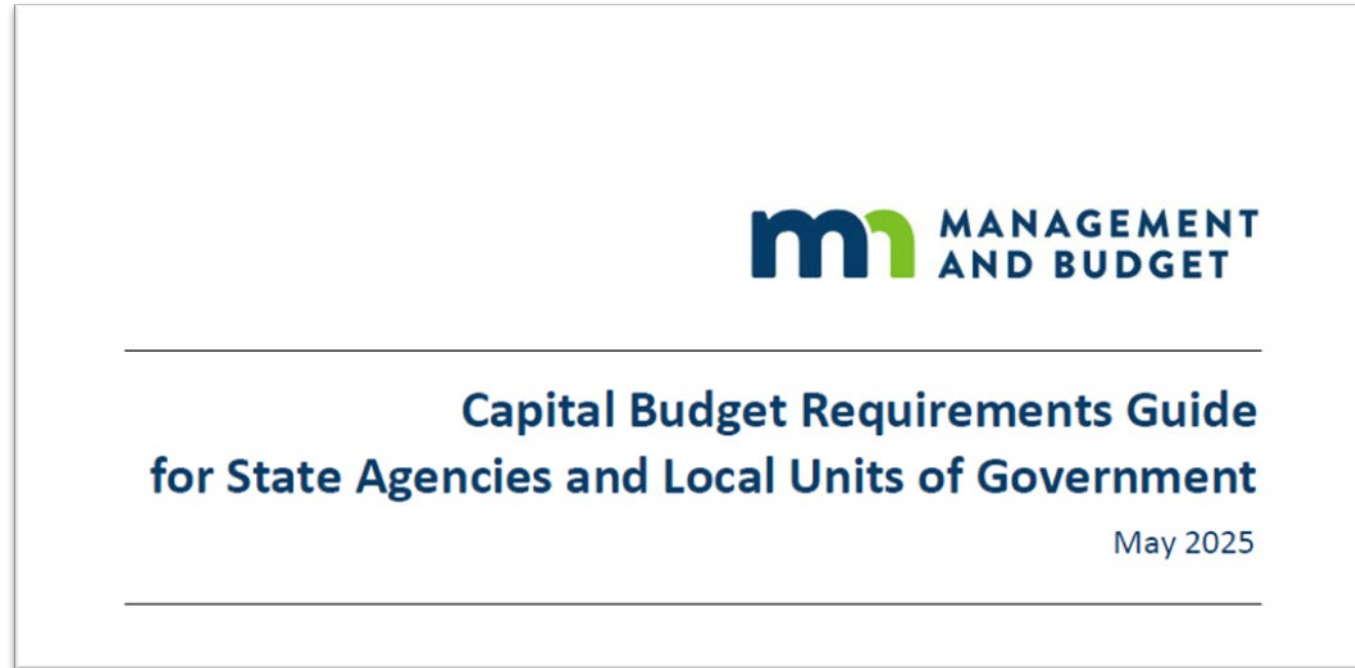 mn MANAGEMENT
AND BUDGET
Capital Budget Requirements Guide
for State Agencies and Local Units of Government
May 2025